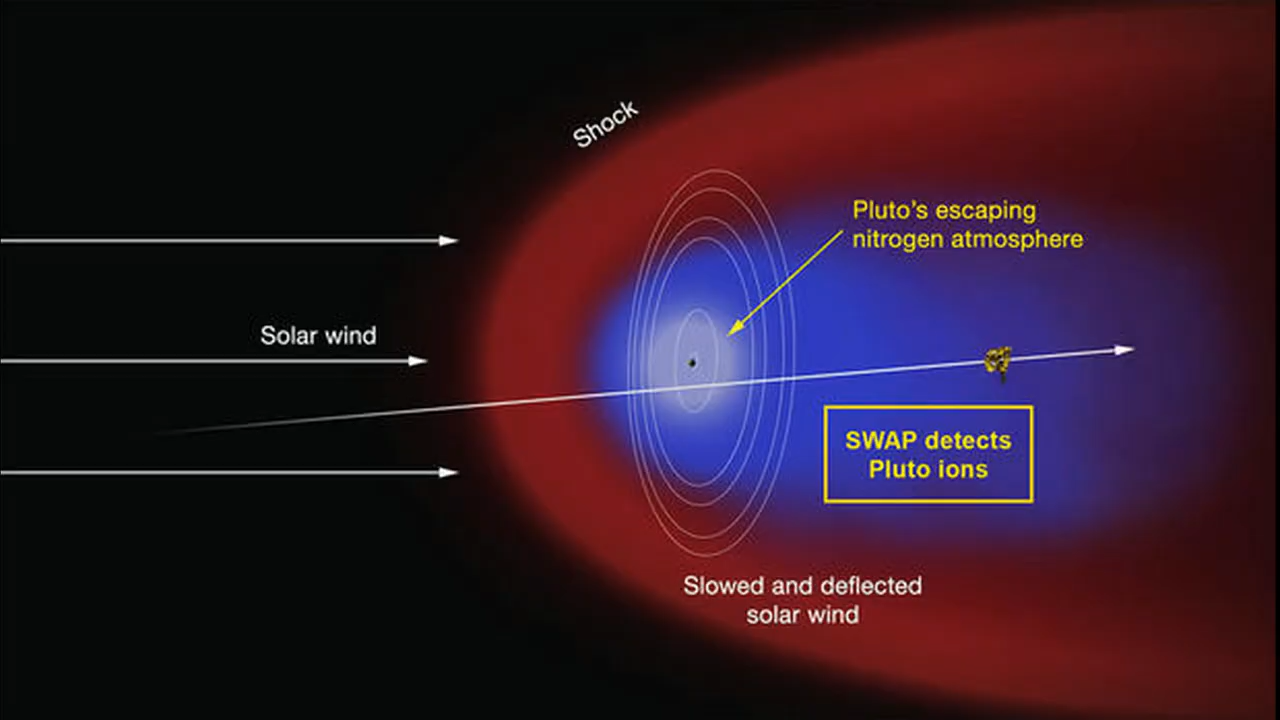 Shock
Pluto’s escaping
nitrogen atmosphere
Solar wind
SWAP detects
Pluto ions
Slowed and deflected
solar wind